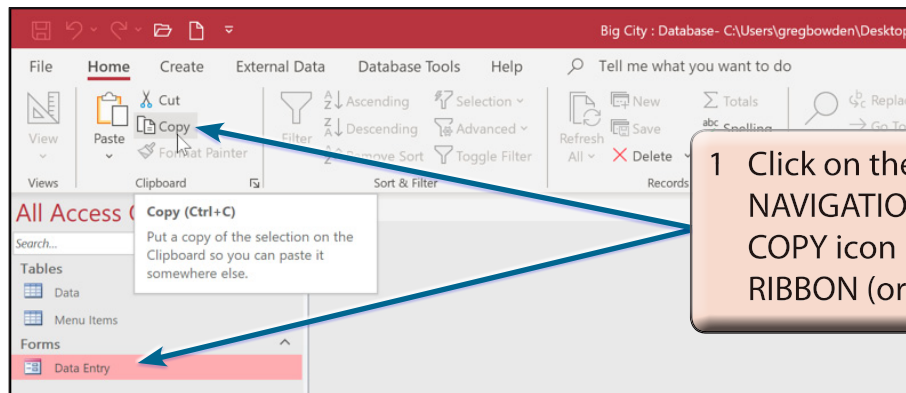 Big City : Database- C:\Users\gregbowden\Desktop
File Home Create External Data Database Tools Help Tell me what you want to do
View
Views
Paste
Cut
Copy
Format Painter
Clipboard
Filter
Ascending
Descending
Remove Sort
Selection
Advanced
Toggle Filter
Sort & Filter
Refresh
All
New
Save
Delete
Totals
Spelling
Records
Go To
Copy (Ctrl+C)
Put a copy of the selection on the
Clipboard so you can paste it
somewhere else.
All Access
Search...
Tables
Data
Menu Items
Forms
Data Entry
1 Click on the
NAVIGATIO
COPY icon
RIBBON (or